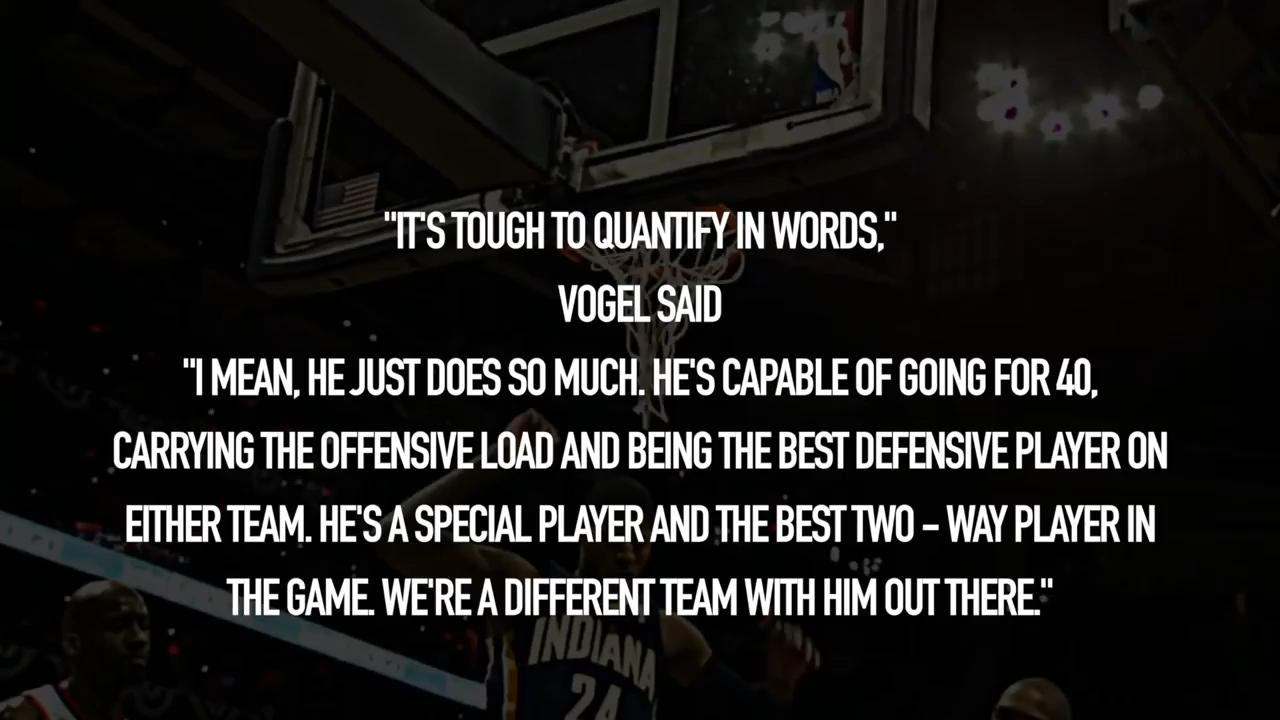 "IT'S TOUGH TO QUANTIFY IN WORDS,"
VOGEL SAID
"I MEAN, HE JUST DOES SO MUCH. HE'S CAPABLE OF GOING FOR 40,
CARRYING THE OFFENSIVE LOAD AND BEING THE BEST DEFENSIVE PLAYER ON
EITHER TEAM. HE'S A SPECIAL PLAYER AND THE BEST TWO - WAY PLAYER IN
THE GAME. WE'RE A DIFFERENT TEAM WITH HIM OUT THERE."
INDIANA
24
NBA